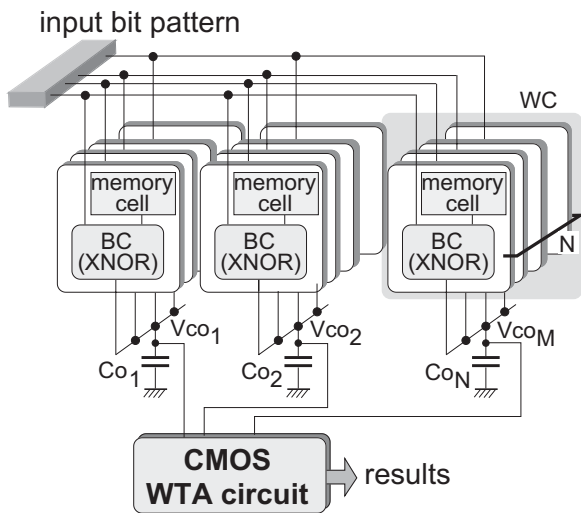 input bit pattern
WC
memory
cell
BC
(XNOR)
memory
cell
BC
(XNOR)
memory
cell
BC
(XNOR)
N
Vco1
Vco2
VcoM
Co1
Co2
CoN
CMOS
WTA circuit
results